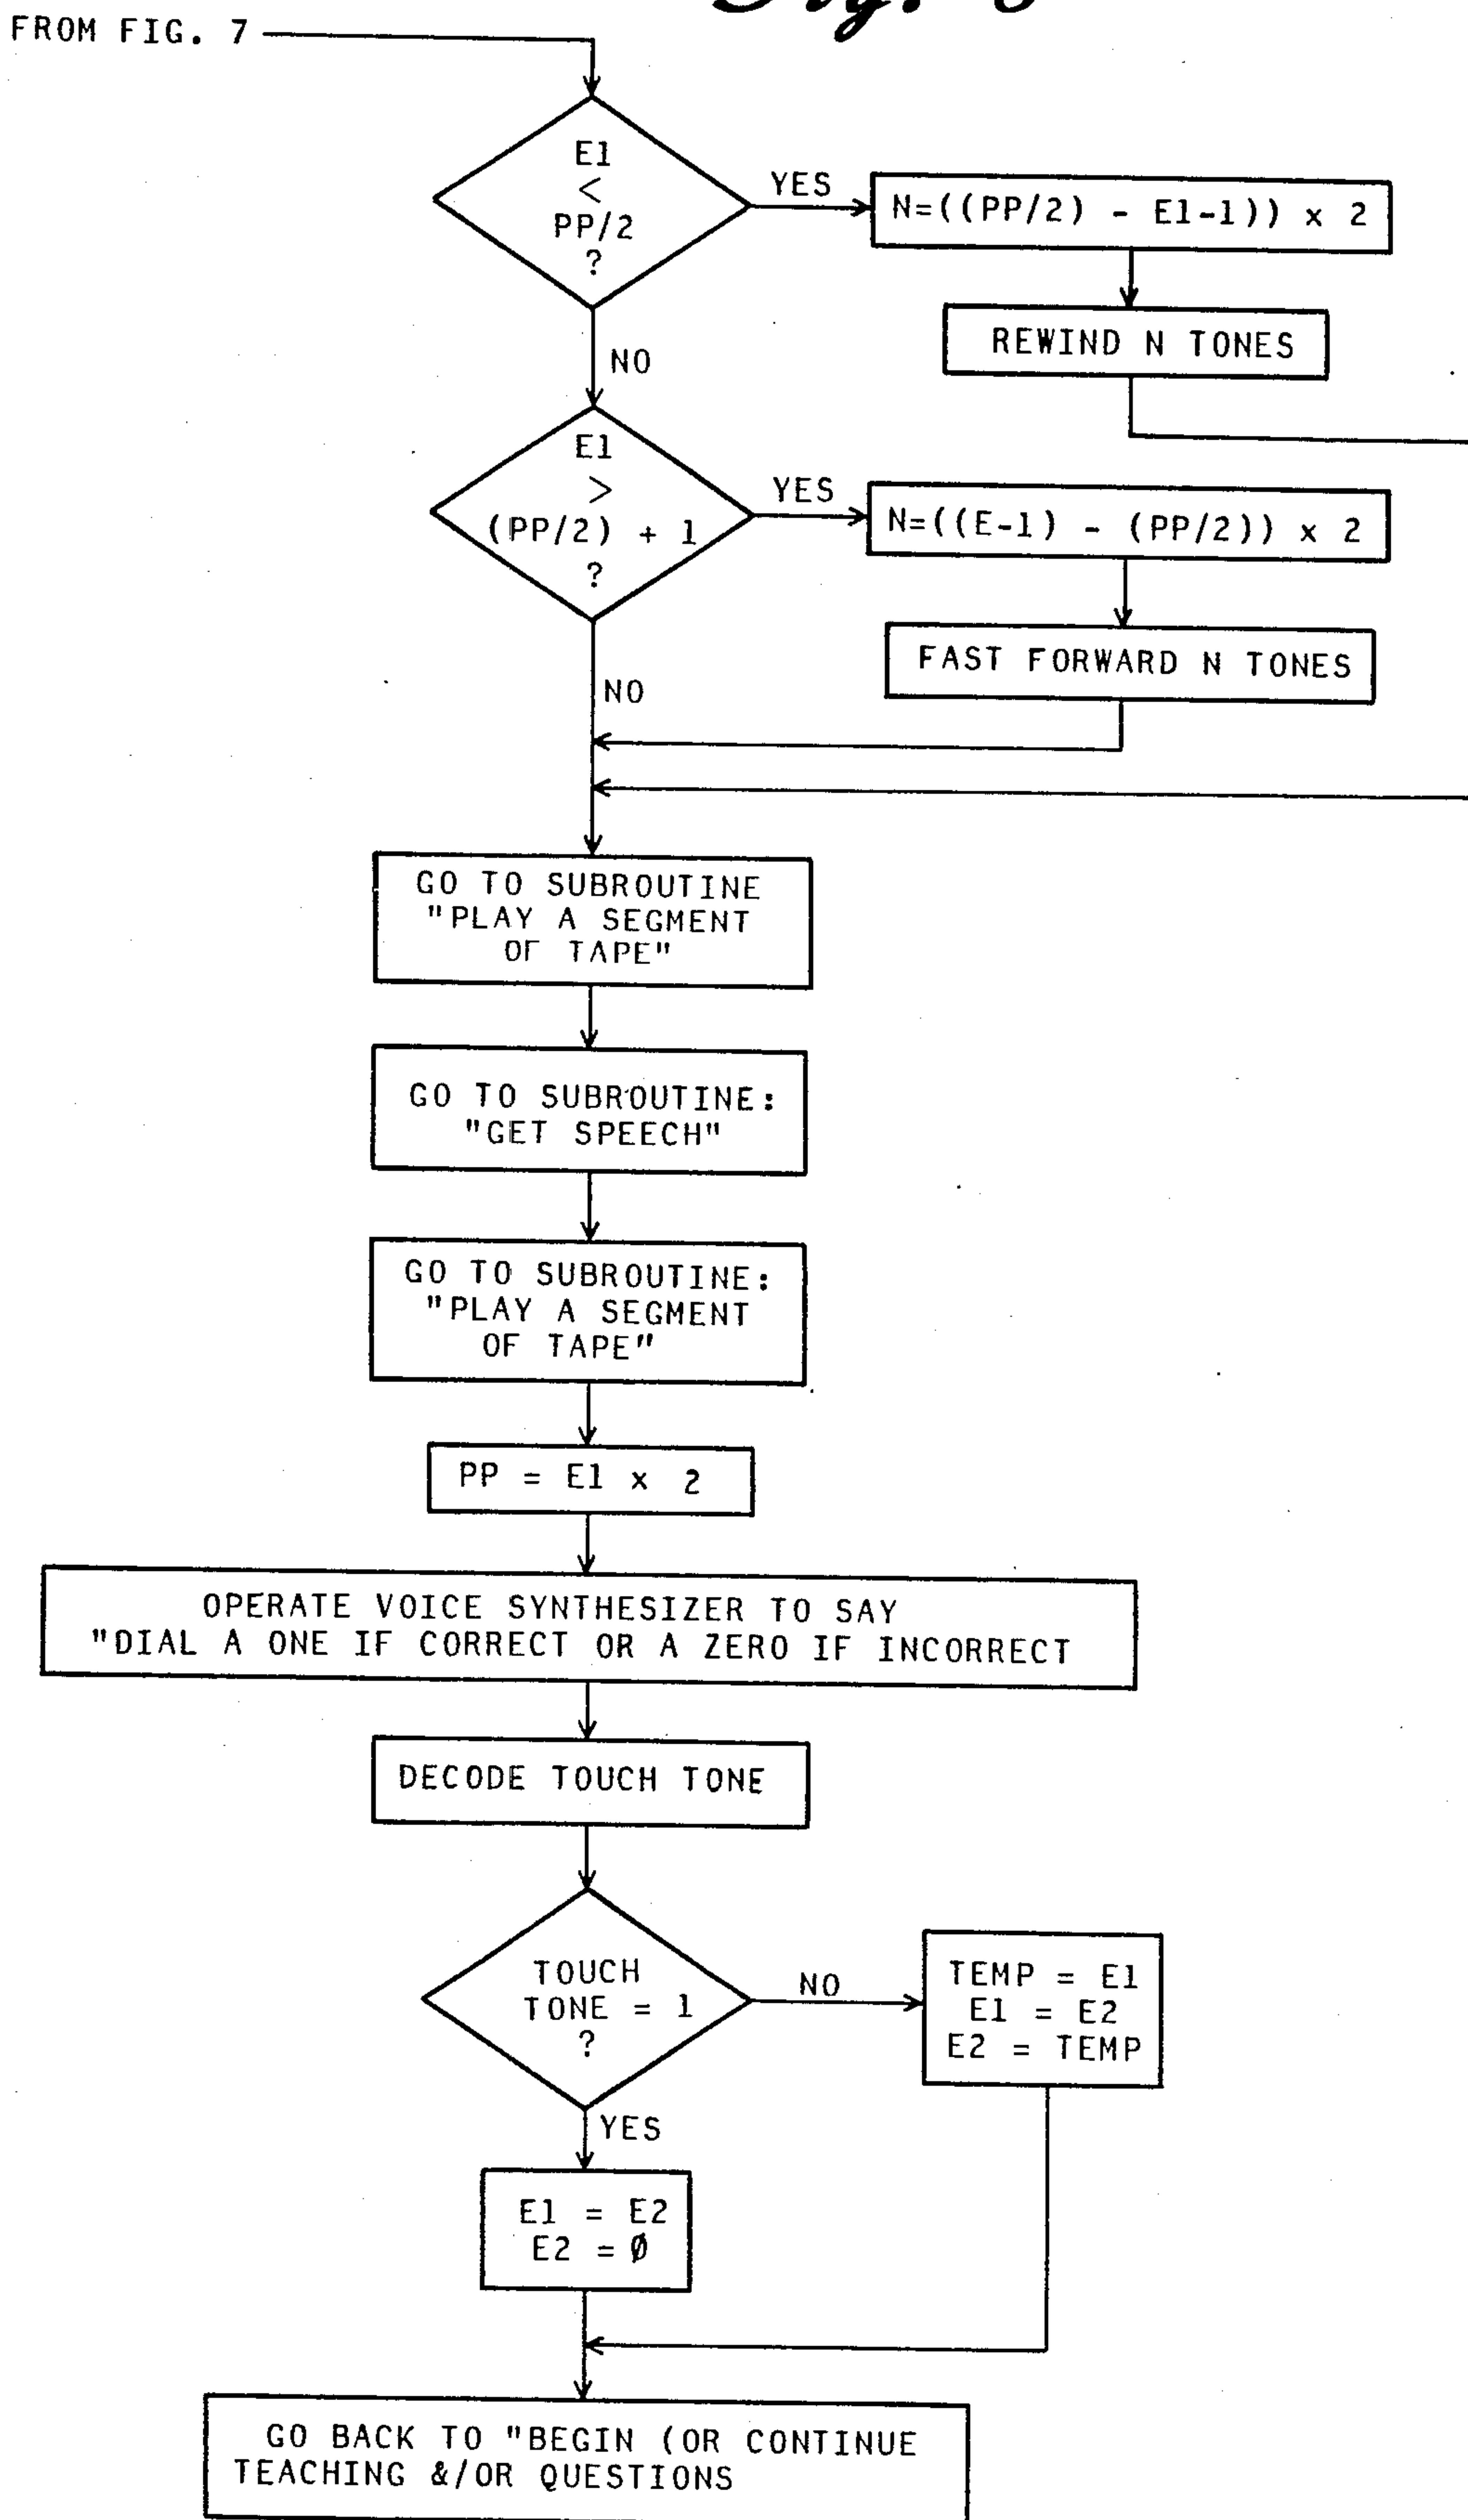 FROM FIG. 7
E1
<
PP/2
?
YES
N=((PP/2) - E1-1)) x 2
REWIND N TONES
NO
E1
>
(PP/2) + 1
?
YES
N=((E-1) - (PP/2)) x 2
FAST FORWARD N TONES
NO
GO TO SUBROUTINE
"PLAY A SEGMENT
OF TAPE"
GO TO SUBROUTINE:
"GET SPEECH"
GO TO SUBROUTINE:
"PLAY A SEGMENT
OF TAPE"
PP = E1 x 2
OPERATE VOICE SYNTHESIZER TO SAY
"DIAL A ONE IF CORRECT OR A ZERO IF INCORRECT
DECODE TOUCH TONE
TOUCH
TONE = 1
?
NO
TEMP = E1
E1 = E2
E2 = TEMP
YES
E1 = E2
E2 = Ø
GO BACK TO "BEGIN (OR CONTINUE
TEACHING &/OR QUESTIONS